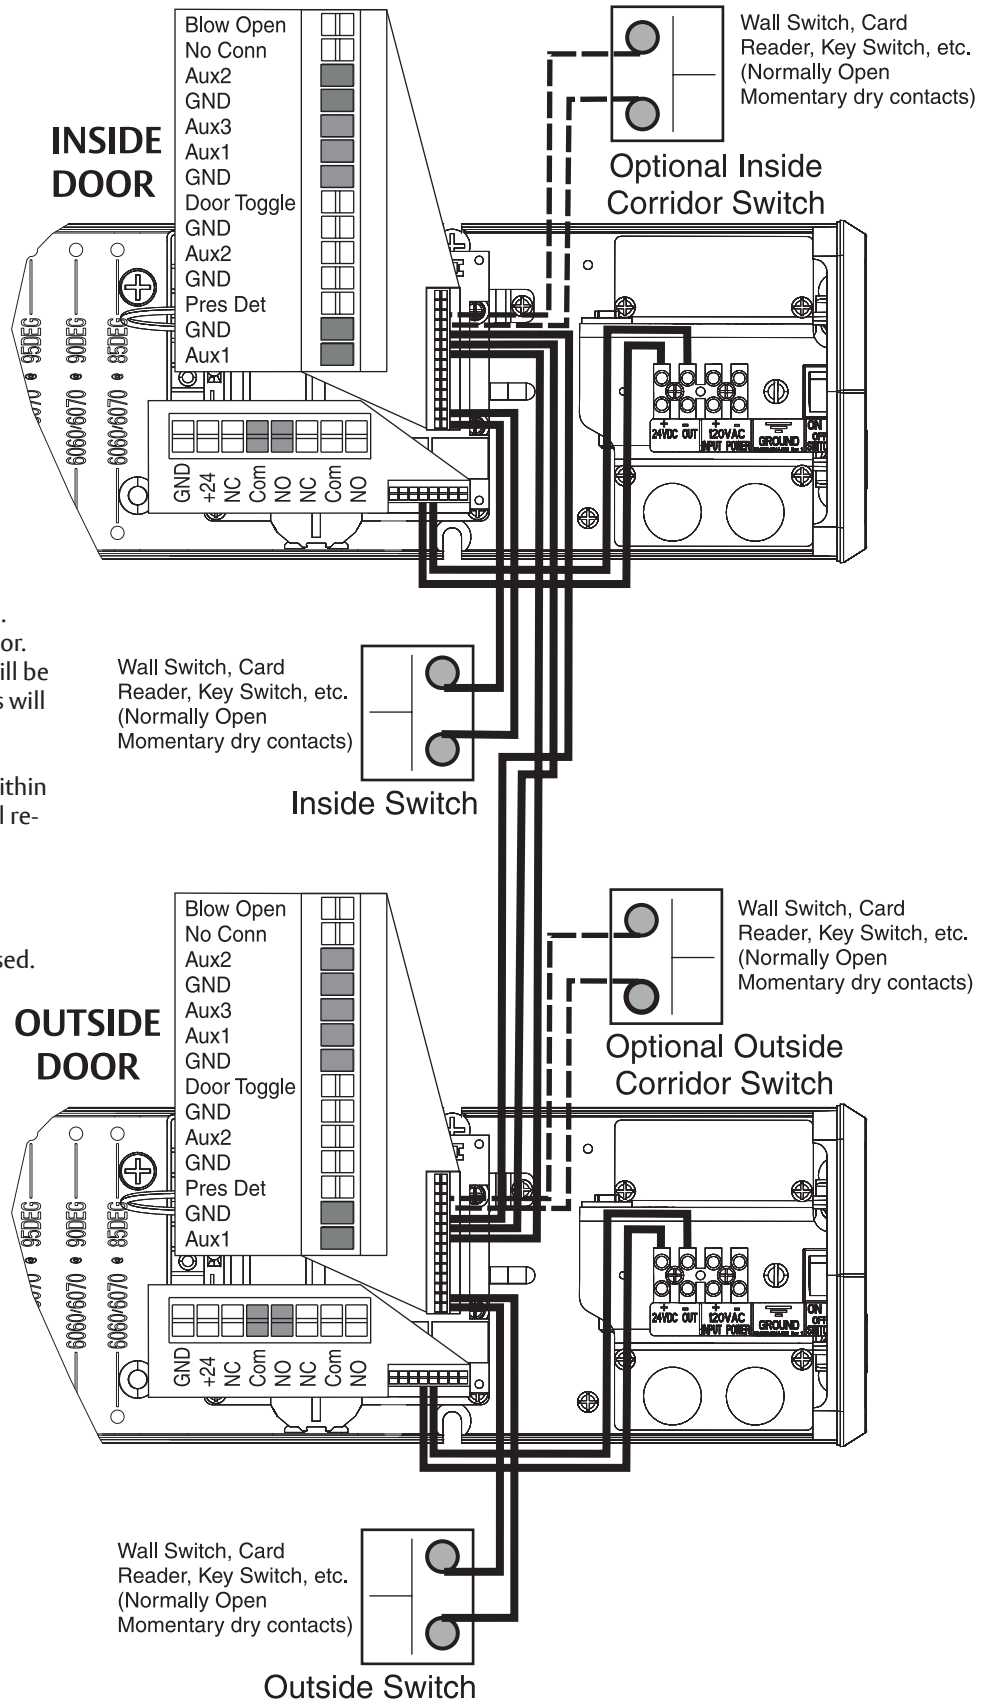 Blow Open
No Conn
Aux2
GND
Aux3
Aux1
GND
Door Toggle
GND
Aux2
GND
Pres Det
GND
Aux1
INSIDE
DOOR
Wall Switch, Card
Reader, Key Switch, etc.
(Normally Open
Momentary dry contacts)
Optional Inside
Corridor Switch
95DEG
90DEG
85DEG
6060/6070
6060/6070
GND
+24
NC
Com
NO
NC
Com
NO
+ -
24VDC OUT
+ -
120VAC
INPUT POWER
GROUND
ON
.
or.
ill be
s will
ithin
l re-
sed.
Wall Switch, Card
Reader, Key Switch, etc.
(Normally Open
Momentary dry contacts)
Inside Switch
Blow Open
No Conn
Aux2
GND
Aux3
Aux1
GND
Door Toggle
GND
Aux2
GND
Pres Det
GND
Aux1
OUTSIDE
DOOR
Wall Switch, Card
Reader, Key Switch, etc.
(Normally Open
Momentary dry contacts)
Optional Outside
Corridor Switch
95DEG
90DEG
85DEG
6060/6070
6060/6070
GND
+24
NC
Com
NO
NC
Com
NO
+ -
24VDC OUT
+ -
120VAC
INPUT POWER
GROUND
ON
Wall Switch, Card
Reader, Key Switch, etc.
(Normally Open
Momentary dry contacts)
Outside Switch